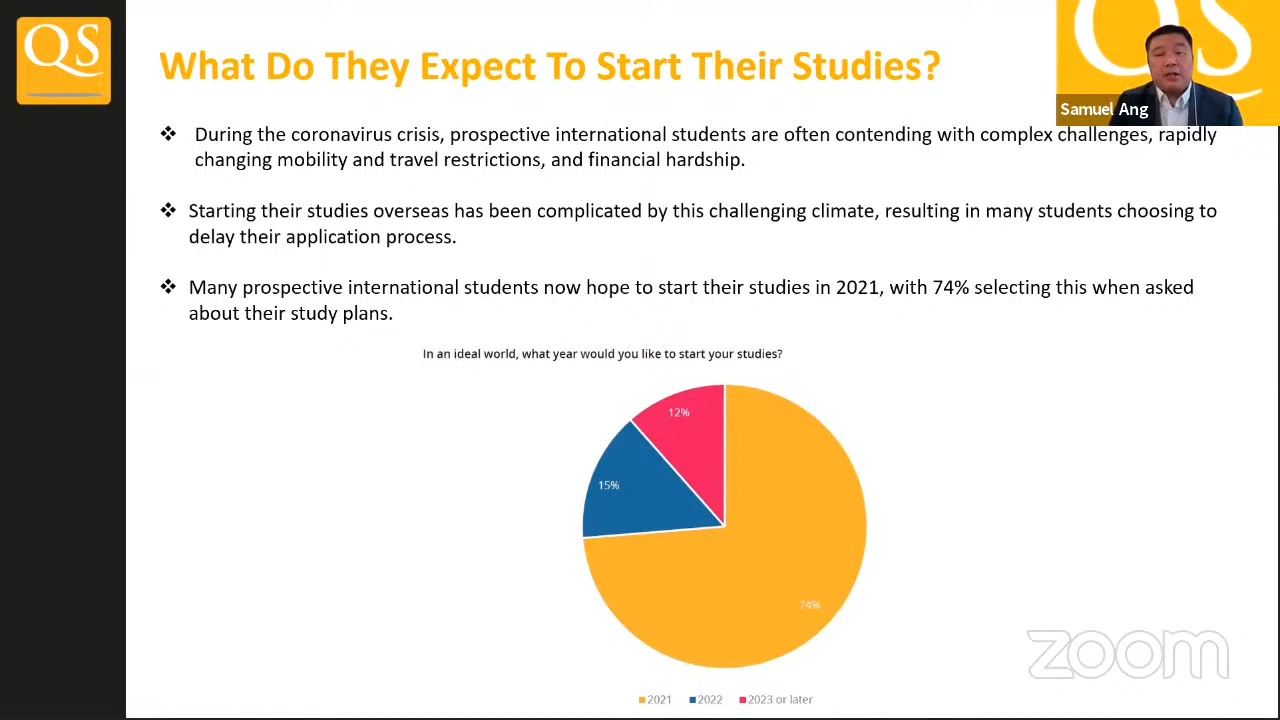 QS
What Do They Expect To Start Their Studies?
Samuel Ang
❖ During the coronavirus crisis, prospective international students are often contending with complex challenges, rapidly
changing mobility and travel restrictions, and financial hardship.
❖ Starting their studies overseas has been complicated by this challenging climate, resulting in many students choosing to
delay their application process.
❖ Many prospective international students now hope to start their studies in 2021, with 74% selecting this when asked
about their study plans.
In an ideal world, what year would you like to start your studies?
12%
15%
74%
zoom
2021 2022 2023 or later